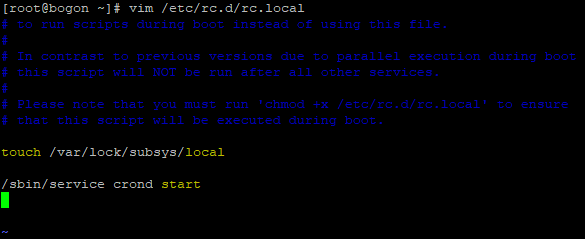 [root@bogon ~]# vim /etc/rc.d/rc.local
# to run scripts during boot instead of using this file.
#
# In contrast to previous versions due to parallel execution during boot
# this script will NOT be run after all other services.
#
# Please note that you must run 'chmod +x /etc/rc.d/rc.local' to ensure
# that this script will be executed during boot.
touch /var/lock/subsys/local
/sbin/service crond start
~